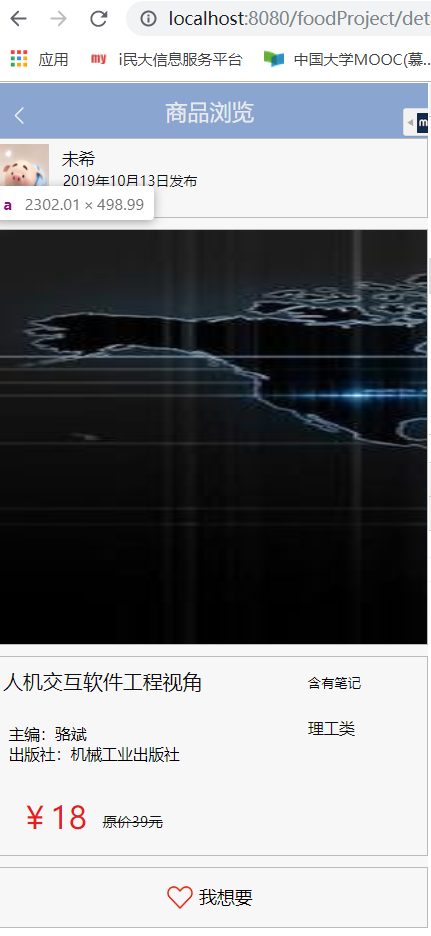 localhost:8080/foodProject/det
应用 my i民大信息服务平台 中国大学MOOC(慕...
商品浏览
m
未希
2019年10月13日发布
a 2302.01 × 498.99
人机交互软件工程视角 含有笔记
理工类
主编：骆斌
出版社：机械工业出版社
￥18 原价39元
我想要